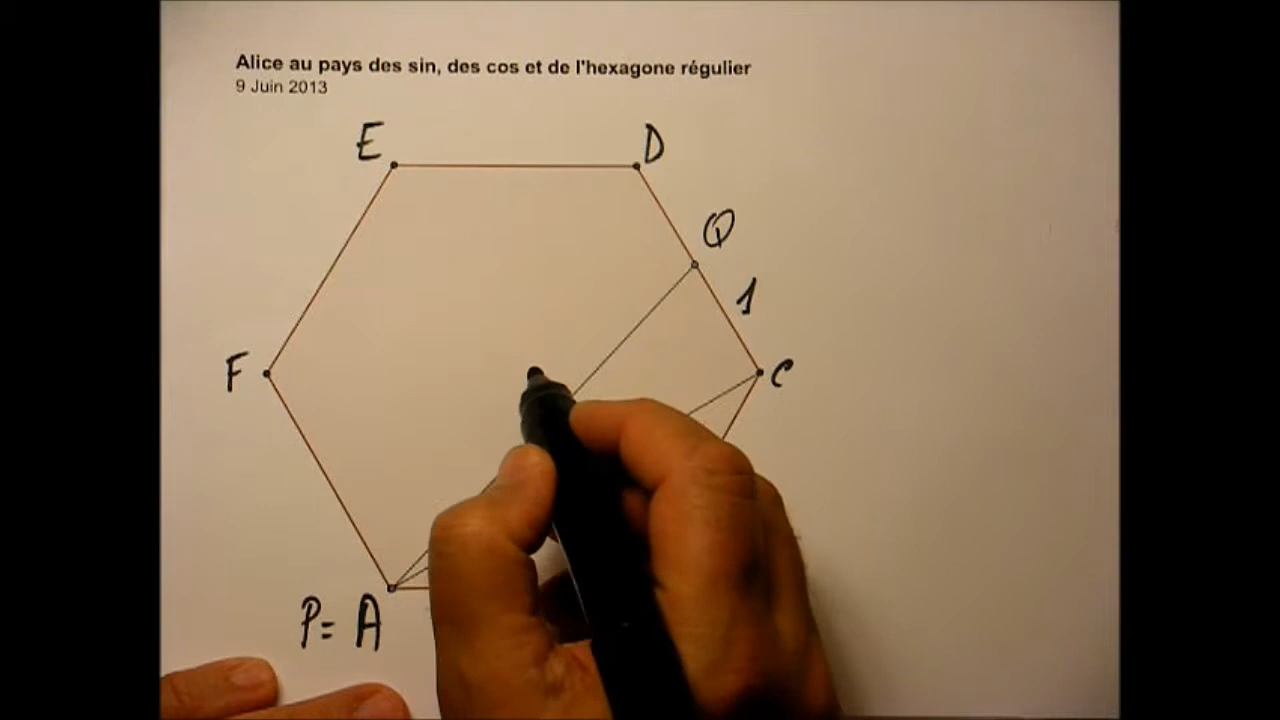 Alice au pays des sin, des cos et de l'hexagone régulier
9 Juin 2013
E
D
Q
1
F
C
P= A